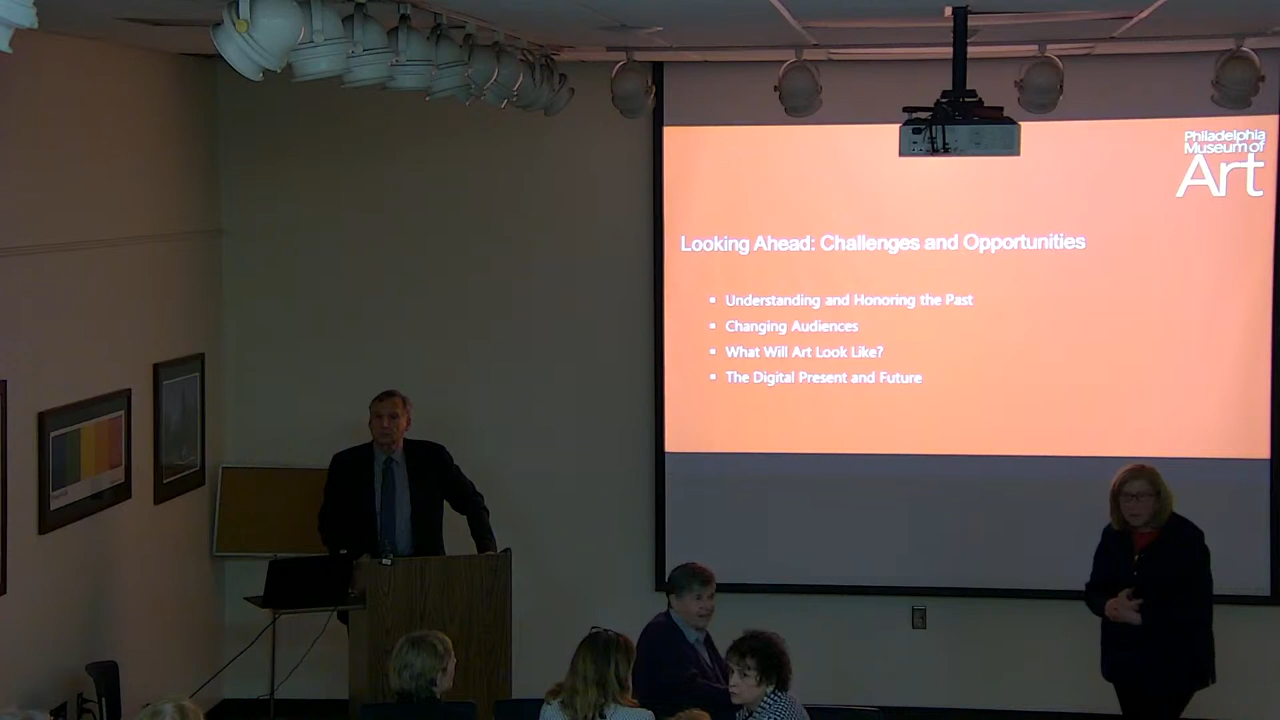 Philadelphia
Museum of
Art
Looking Ahead: Challenges and Opportunities
▪ Understanding and Honoring the Past
▪ Changing Audiences
▪ What Will Art Look Like?
▪ The Digital Present and Future